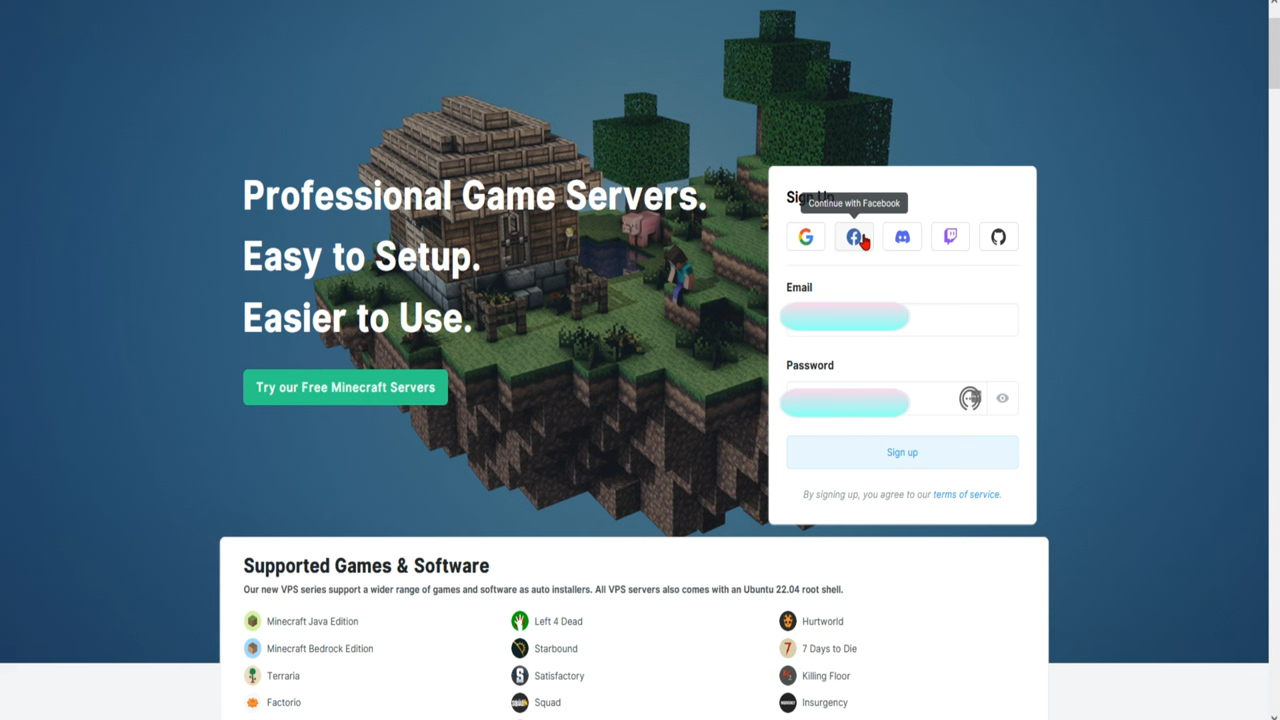 Professional Game Servers.
Easy to Setup.
Easier to Use.
Try our Free Minecraft Servers
Sign Up
Continue with Facebook
Email
Password
Sign up
By signing up, you agree to our terms of service.
Supported Games & Software
Our new VPS series support a wider range of games and software as auto installers. All VPS servers also comes with an Ubuntu 22.04 root shell.
Minecraft Java Edition
Left 4 Dead
Hurtworld
Minecraft Bedrock Edition
Starbound
7 Days to Die
Terraria
Satisfactory
Killing Floor
Factorio
Squad
Insurgency